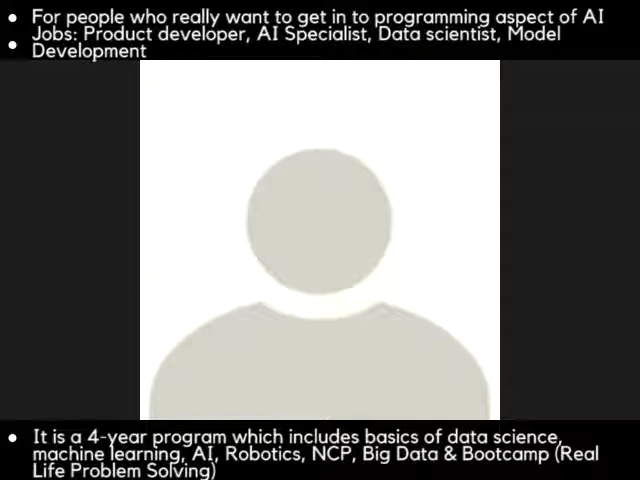 • For people who really want to get in to programming aspect of AI
• Jobs: Product developer, AI Specialist, Data scientist, Model
Development
• It is a 4-year program which includes basics of data science,
machine learning, AI, Robotics, NCP, Big Data & Bootcamp (Real
Life Problem Solving)